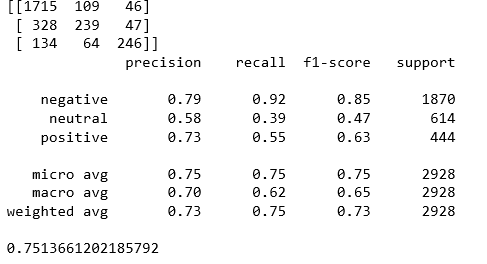 [[1715  109   46]
 [ 328  239   47]
 [ 134   64  246]]
              precision    recall  f1-score   support

    negative       0.79      0.92      0.85      1870
     neutral       0.58      0.39      0.47       614
    positive       0.73      0.55      0.63       444

   micro avg       0.75      0.75      0.75      2928
   macro avg       0.70      0.62      0.65      2928
weighted avg       0.73      0.75      0.73      2928

0.7513661202185792